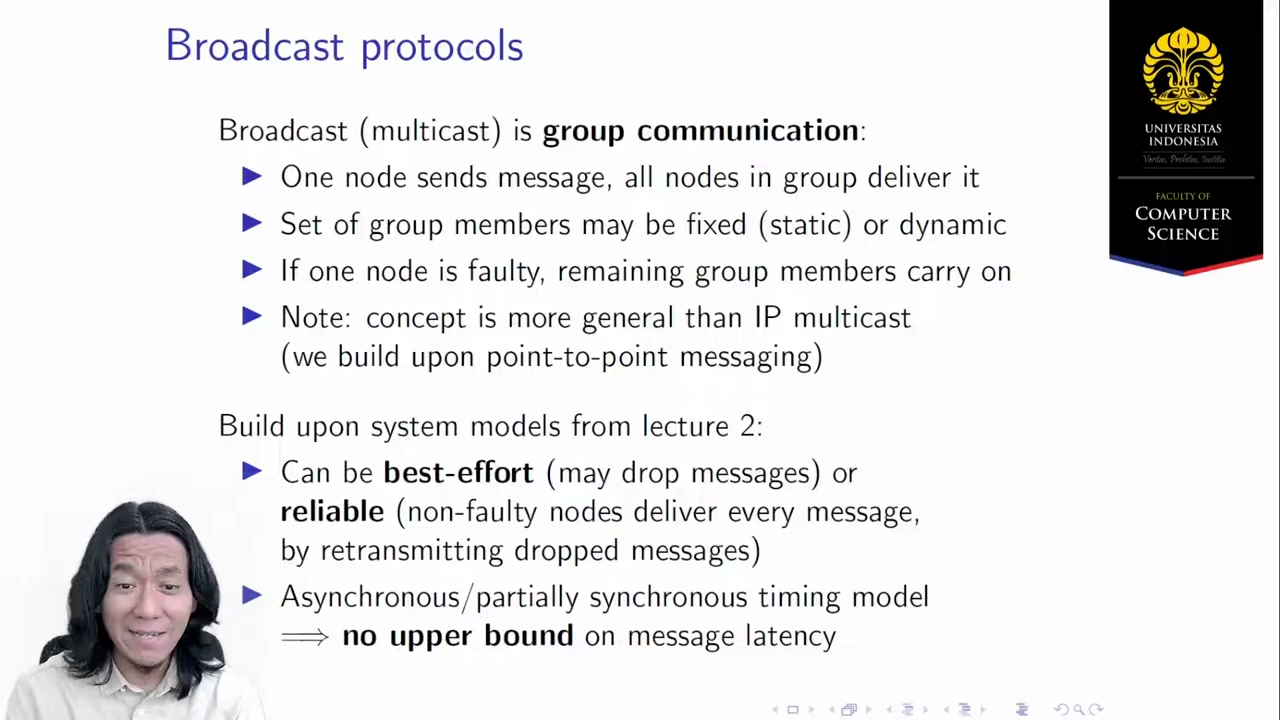 Broadcast protocols
Broadcast (multicast) is group communication:
▶ One node sends message, all nodes in group deliver it
▶ Set of group members may be fixed (static) or dynamic
▶ If one node is faulty, remaining group members carry on
▶ Note: concept is more general than IP multicast
(we build upon point-to-point messaging)
Build upon system models from lecture 2:
▶ Can be best-effort (may drop messages) or
reliable (non-faulty nodes deliver every message,
by retransmitting dropped messages)
▶ Asynchronous/partially synchronous timing model
⟹ no upper bound on message latency
UNIVERSITAS
INDONESIA
Veritas, Probitas, Iustitia
FACULTY OF
COMPUTER
SCIENCE